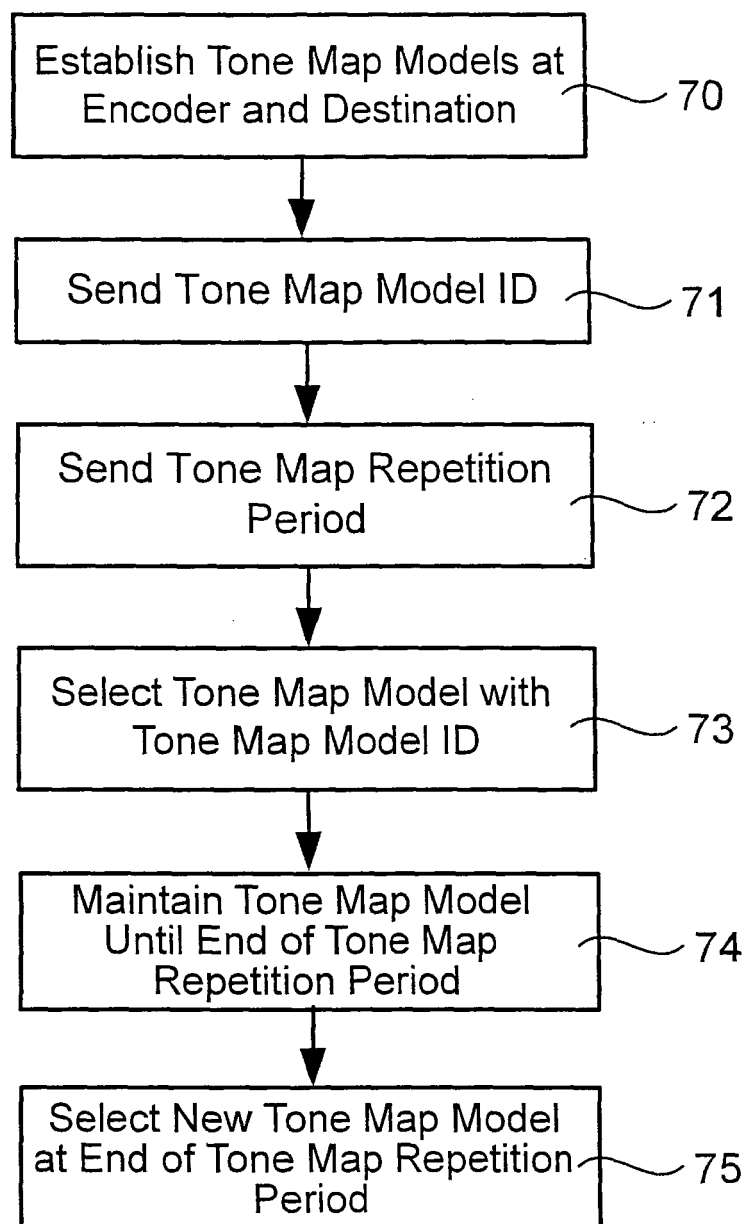 Establish Tone Map Models at
Encoder and Destination
70
Send Tone Map Model ID
71
Send Tone Map Repetition
Period
72
Select Tone Map Model with
Tone Map Model ID
73
Maintain Tone Map Model
Until End of Tone Map
Repetition Period
74
Select New Tone Map Model
at End of Tone Map Repetition
Period
75